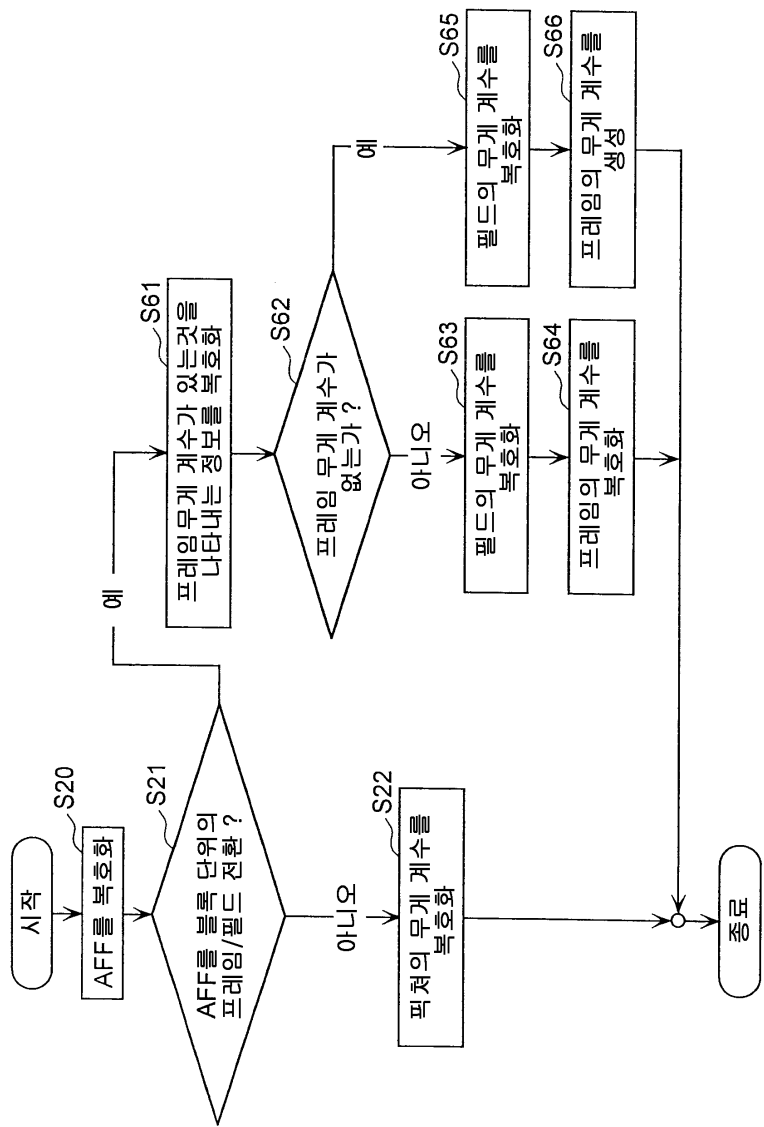 시작
S20
AFF를 복호화
S21
AFF를 블록 단위의
프레임/필드 전환 ?
예
아니오
S22
픽쳐의 무게 계수를
복호화
S61
프레임무게 계수가 있는것을
나타내는 정보를 복호화
S62
프레임 무게 계수가
없는가 ?
아니오
예
S63
필드의 무게 계수를
복호화
S64
프레임의 무게 계수를
복호화
S65
필드의 무게 계수를
복호화
S66
프레임의 무게 계수를
생성
종료